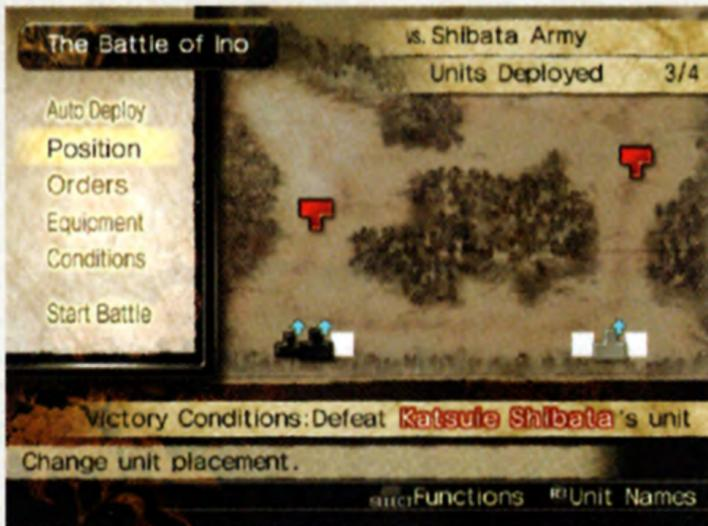 The Battle of Ino
vs. Shibata Army
Units Deployed 3/4
Auto Deploy
Position
Orders
Equipment
Conditions
Start Battle
Victory Conditions:Defeat Katsuie Shibata's unit
Change unit placement.
SELECT Functions Unit Names